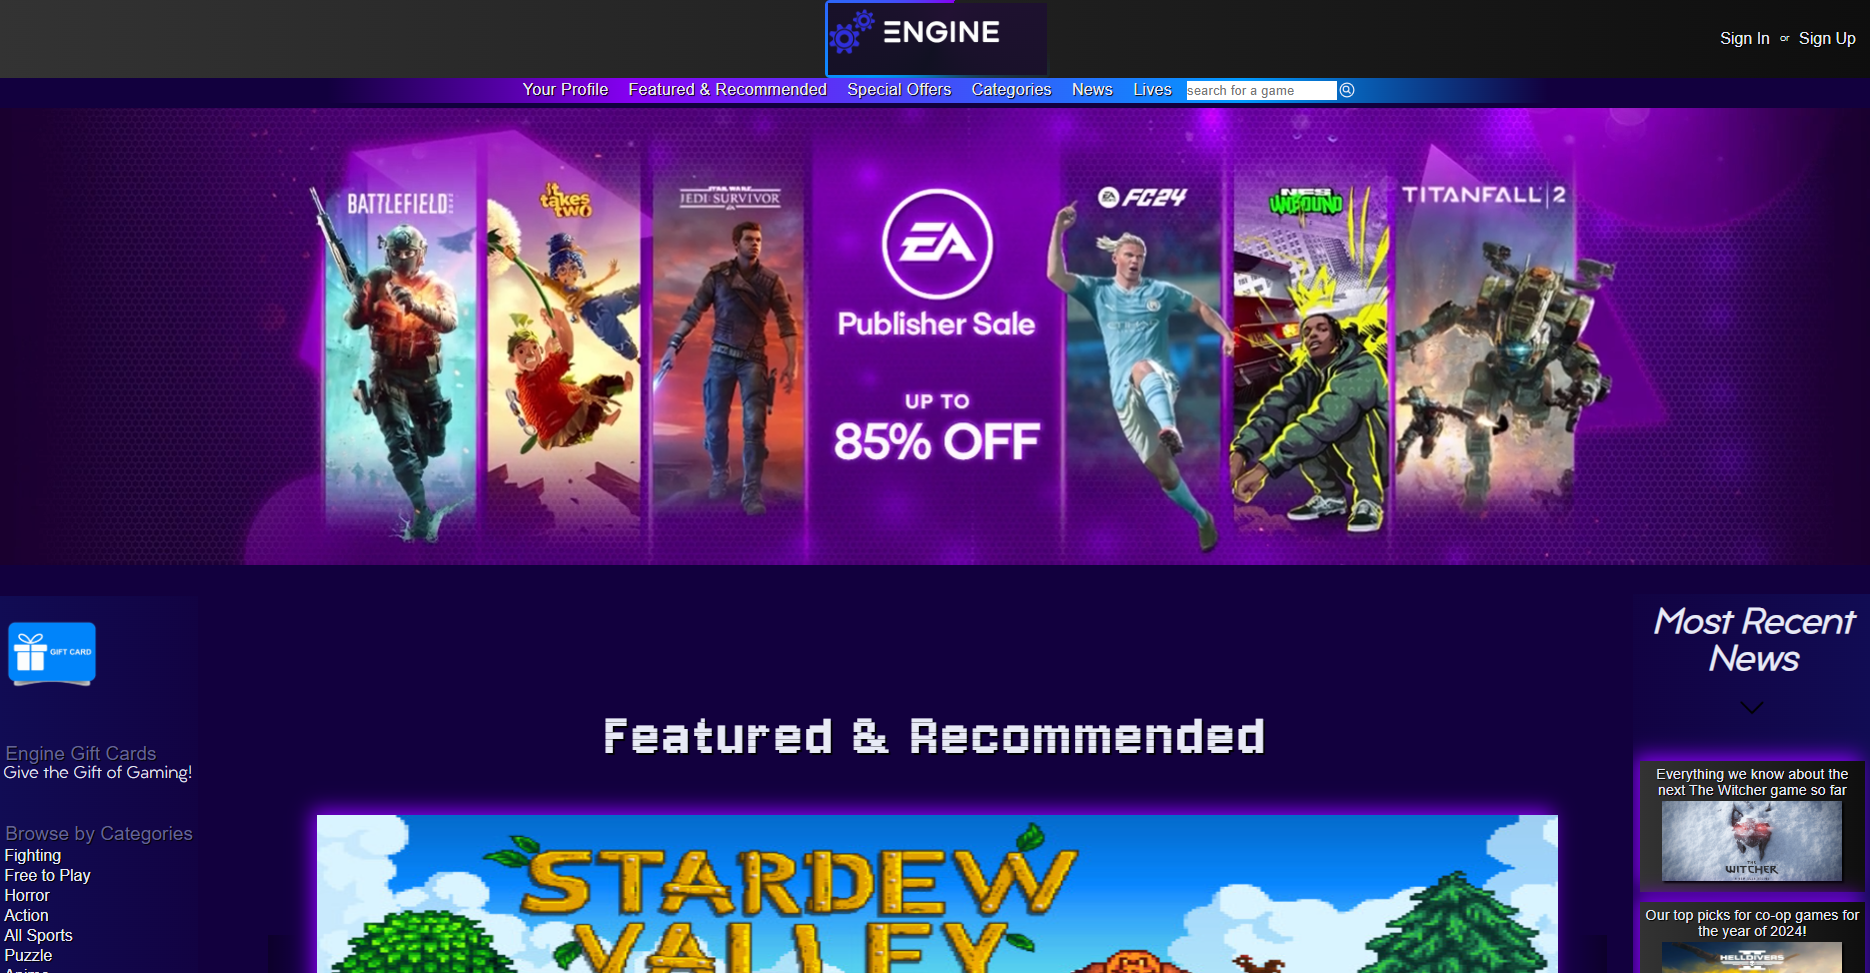 ENGINE
Sign In or Sign Up
Your Profile Featured & Recommended Special Offers Categories News Lives search for a game
BATTLEFIELD
it takes two
STAR WARS
JEDI: SURVIVOR
EA
Publisher Sale
UP TO
85% OFF
EA FC24
NFS
UNBOUND
TITANFALL 2
GIFT CARD
Engine Gift Cards
Give the Gift of Gaming!
Browse by Categories
Fighting
Free to Play
Horror
Action
All Sports
Puzzle
Anime
Featured & Recommended
STARDEW
VALLEY
Most Recent
News
Everything we know about the
next The Witcher game so far
THE
WITCHER
Our top picks for co-op games for
the year of 2024!
HELLDIVERS